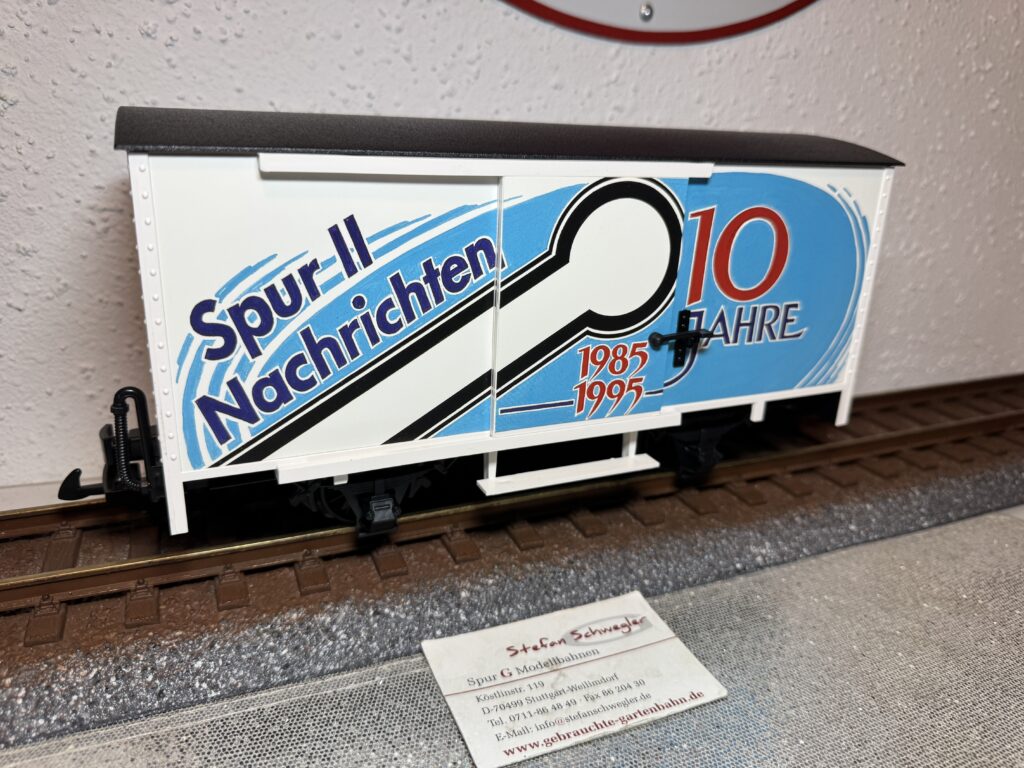 Spur II
Nachrichten
10
JAHRE
1985
1995
Stefan Schwegler
Spur G Modellbahnen
Köstlinstr. 119
D-70499 Stuttgart-Weilimdorf
Tel. 0711-86 48 49 · Fax 86 204 30
E-Mail: info@stefanschwegler.de
www.gebrauchte-gartenbahn.de